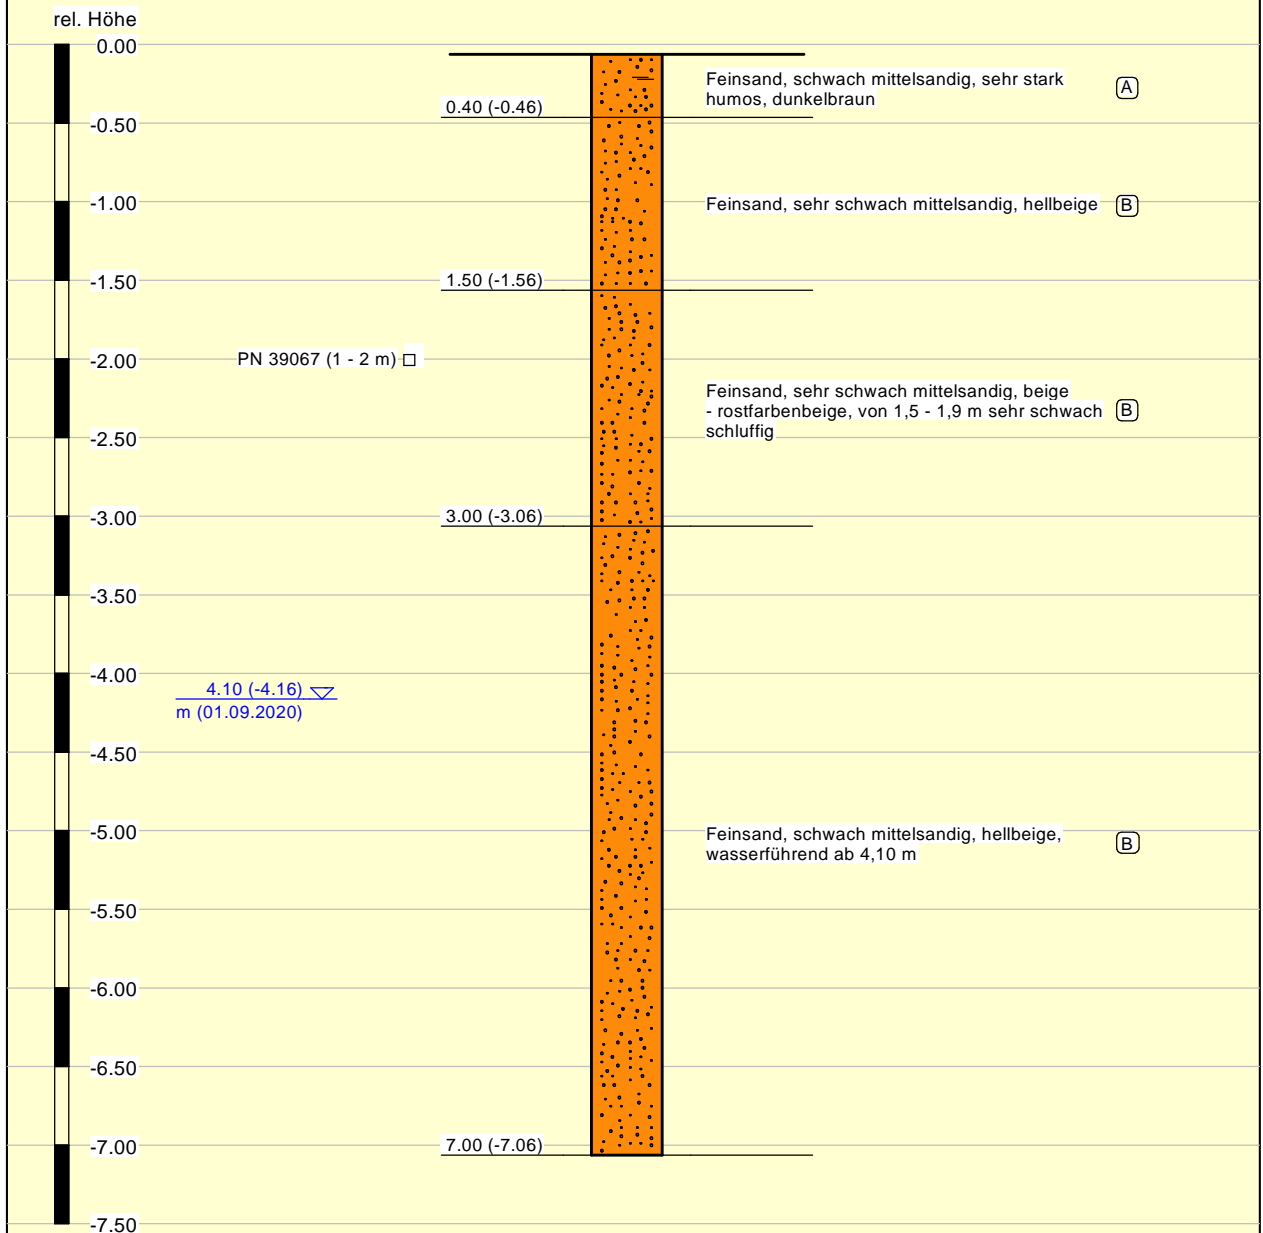 rel. Höhe
0.00
Feinsand, schwach mittelsandig, sehr stark
humos, dunkelbraun
A
0.40 (-0.46)
-0.50
-1.00
Feinsand, sehr schwach mittelsandig, hellbeige
B
-1.50
1.50 (-1.56)
-2.00
PN 39067 (1 - 2 m)
Feinsand, sehr schwach mittelsandig, beige
- rostfarbenbeige, von 1,5 - 1,9 m sehr schwach
schluffig
B
-2.50
-3.00
3.00 (-3.06)
-3.50
-4.00
4.10 (-4.16)
m (01.09.2020)
-4.50
-5.00
Feinsand, schwach mittelsandig, hellbeige,
wasserführend ab 4,10 m
B
-5.50
-6.00
-6.50
-7.00
7.00 (-7.06)
-7.50